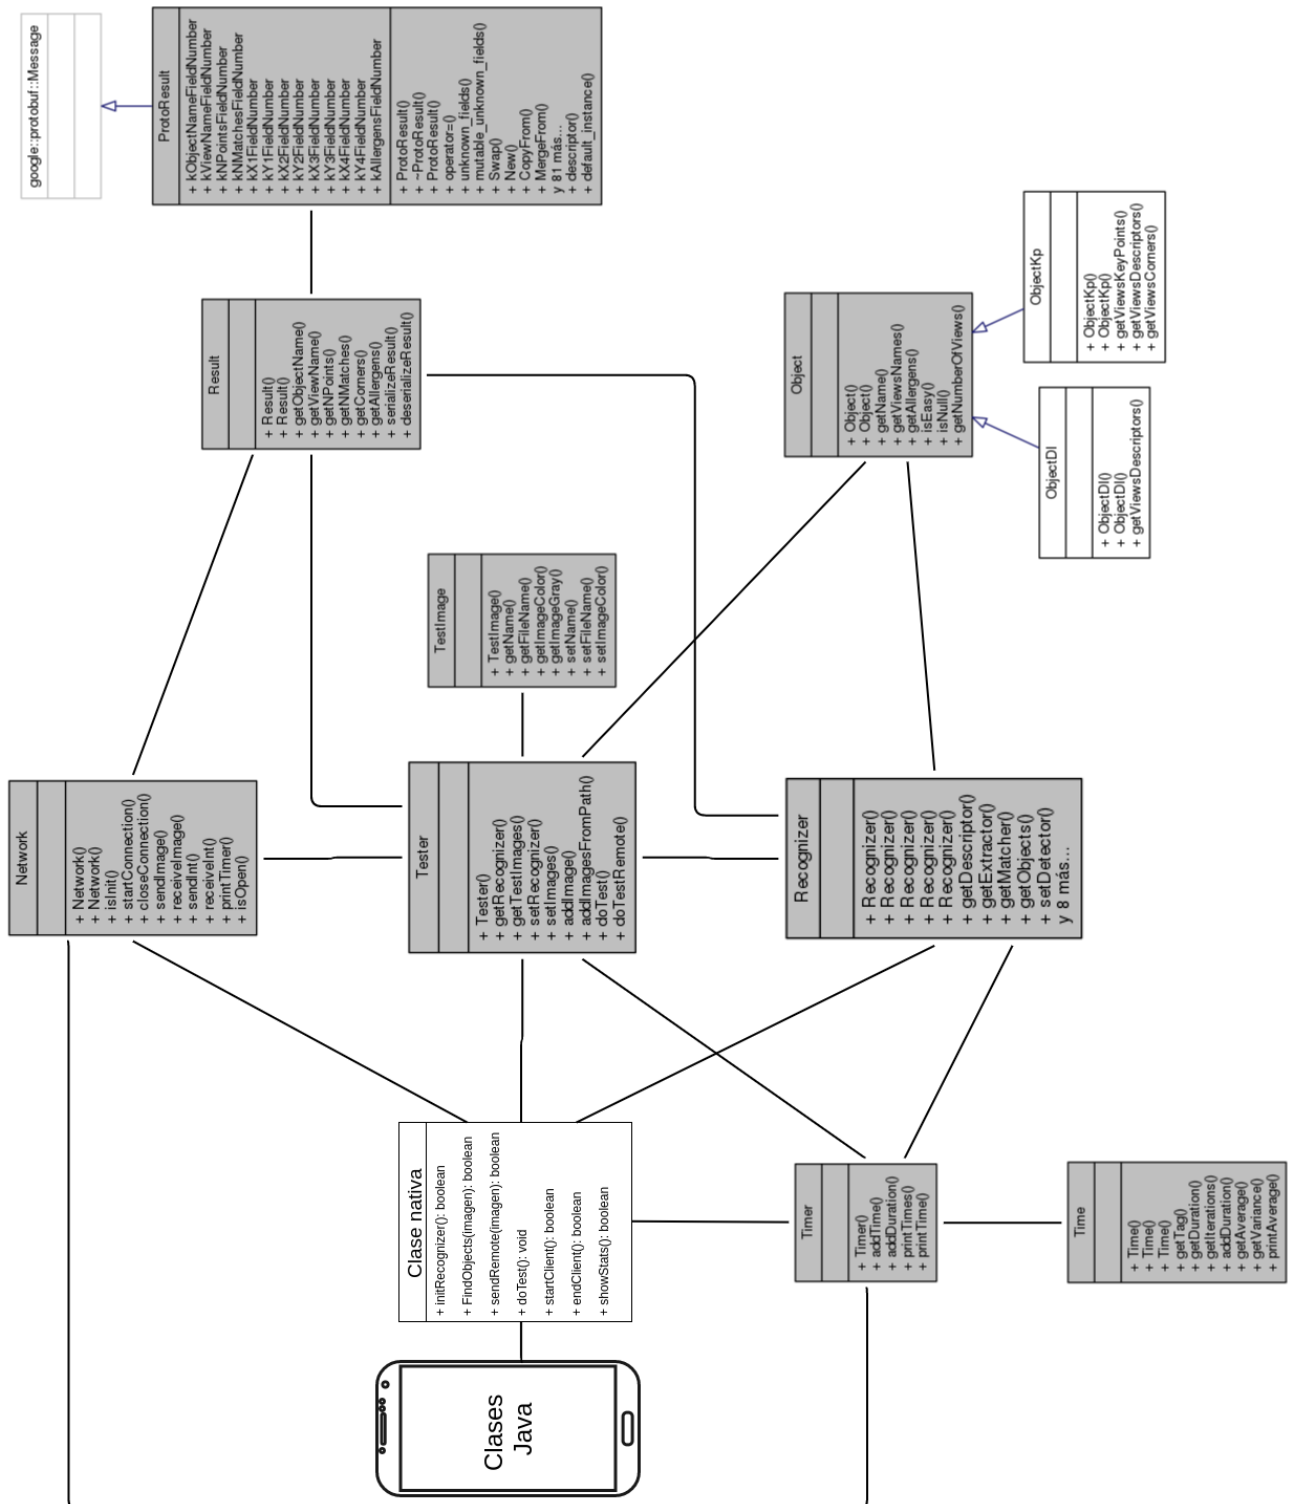 google::protobuf::Message
ProtoResult
+ kObjectNameFieldNumber
+ kViewNameFieldNumber
+ kNPointsFieldNumber
+ kNMatchesFieldNumber
+ kX1FieldNumber
+ kY1FieldNumber
+ kX2FieldNumber
+ kY2FieldNumber
+ kX3FieldNumber
+ kY3FieldNumber
+ kX4FieldNumber
+ kY4FieldNumber
+ kAllergensFieldNumber
+ ProtoResult()
+ ~ProtoResult()
+ ProtoResult()
+ operator=()
+ unknown_fields()
+ mutable_unknown_fields()
+ Swap()
+ New()
+ CopyFrom()
+ MergeFrom()
y 81 más...
+ descriptor()
+ default_instance()
Result
+ Result()
+ Result()
+ getObjectName()
+ getViewName()
+ getNPoints()
+ getNMatches()
+ getCorners()
+ getAllergens()
+ serializeResult()
+ deserializeResult()
Object
+ Object()
+ Object()
+ getName()
+ getViewsNames()
+ getAllergens()
+ isEasy()
+ isNull()
+ getNumberOfViews()
ObjectKp
+ ObjectKp()
+ ObjectKp()
+ getViewsKeyPoints()
+ getViewsDescriptors()
+ getViewsCorners()
ObjectDl
+ ObjectDl()
+ ObjectDl()
+ getViewsDescriptors()
TestImage
+ TestImage()
+ getName()
+ getFileName()
+ getImageColor()
+ getImageGray()
+ setName()
+ setFileName()
+ setImageColor()
Network
+ Network()
+ Network()
+ isInit()
+ startConnection()
+ closeConnection()
+ sendImage()
+ receiveImage()
+ sendInt()
+ receiveInt()
+ printTimer()
+ isOpen()
Tester
+ Tester()
+ getRecognizer()
+ getTestImages()
+ setRecognizer()
+ setImages()
+ addImage()
+ addImagesFromPath()
+ doTest()
+ doTestRemote()
Recognizer
+ Recognizer()
+ Recognizer()
+ Recognizer()
+ Recognizer()
+ Recognizer()
+ getDescriptor()
+ getExtractor()
+ getMatcher()
+ getObjects()
+ setDetector()
y 8 más...
Clase nativa
+ initRecognizer(): boolean
+ FindObjects(imagen): boolean
+ sendRemote(imagen): boolean
+ doTest(): void
+ startClient(): boolean
+ endClient(): boolean
+ showStats(): boolean
Timer
+ Timer()
+ addTime()
+ addDuration()
+ printTimes()
+ printTime()
Time
+ Time()
+ Time()
+ Time()
+ getTag()
+ getDuration()
+ getIterations()
+ addDuration()
+ getAverage()
+ getVariance()
+ printAverage()
Clases
Java